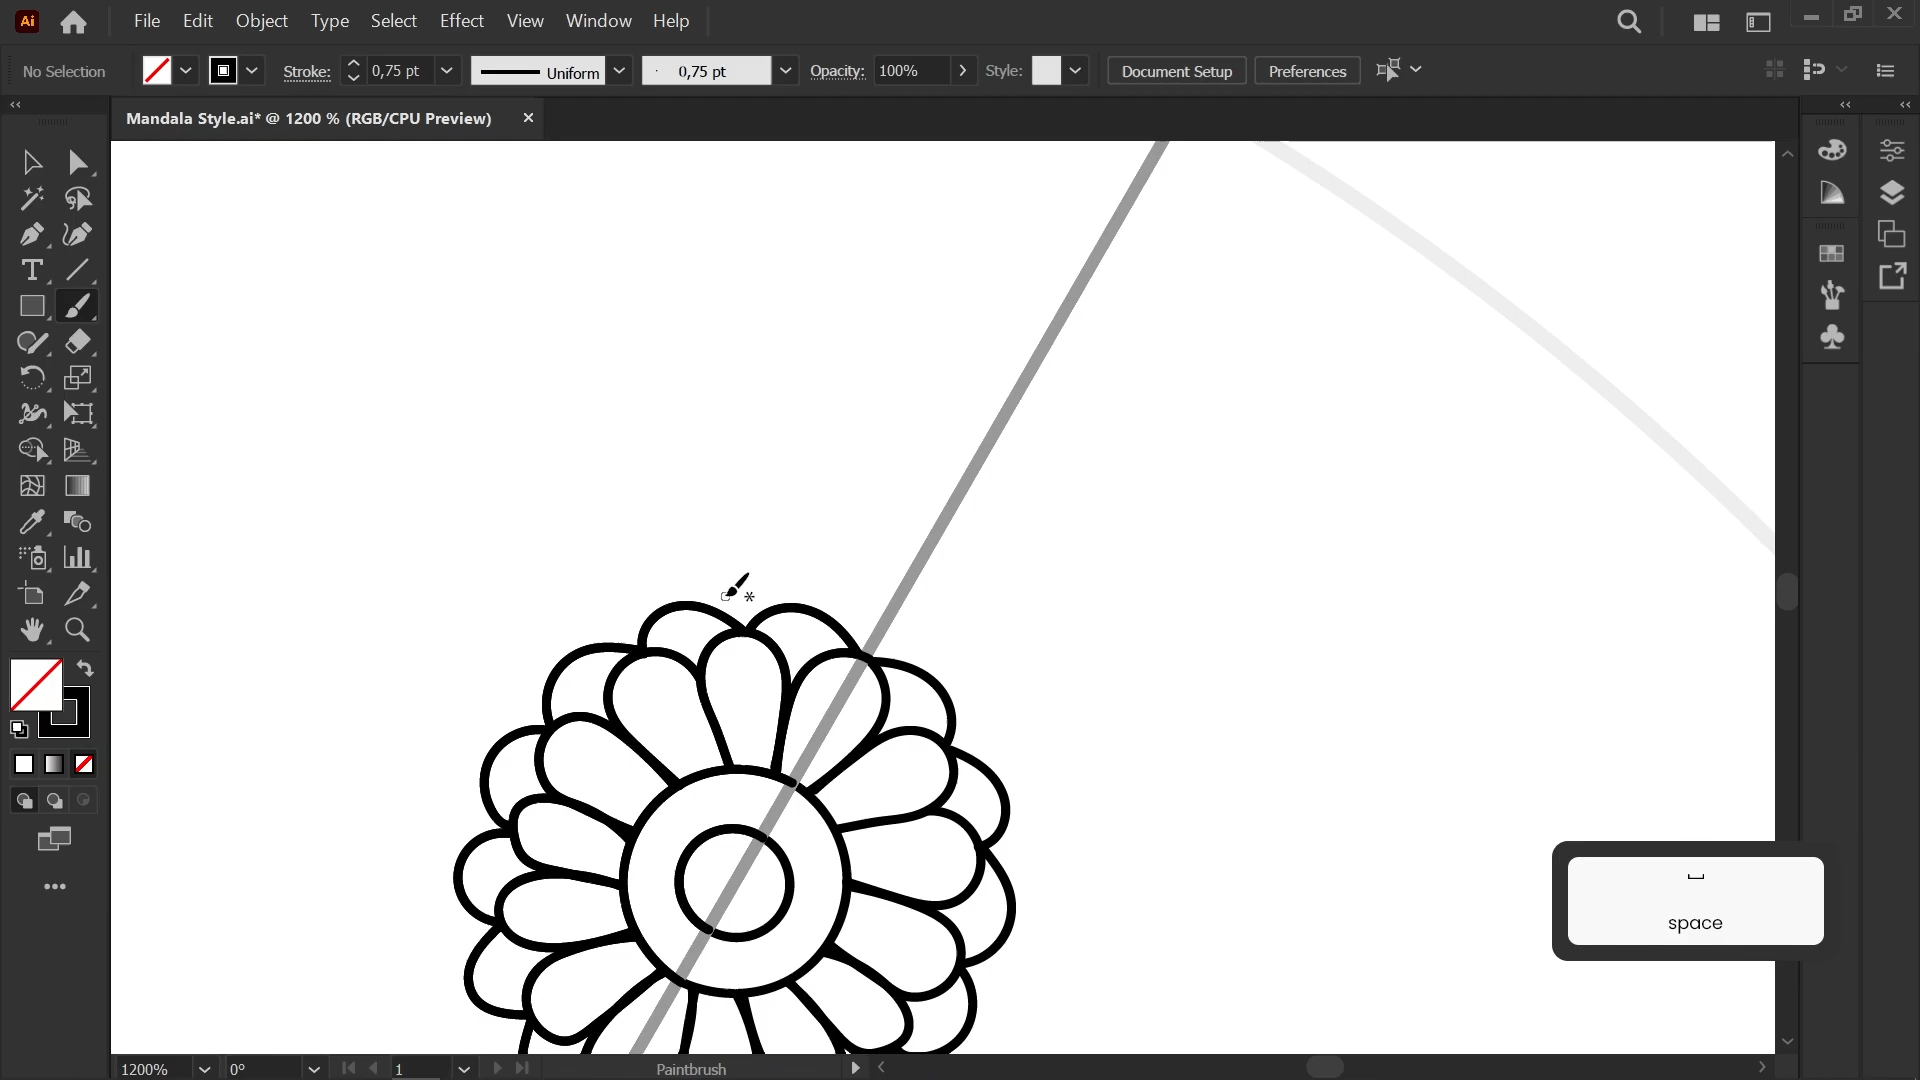 Ai File Edit Object Type Select Effect View Window Help
No Selection Stroke: 0,75 pt Uniform 0,75 pt Opacity: 100% Style: Document Setup Preferences
Mandala Style.ai* @ 1200 % (RGB/CPU Preview)
space
1200% 0° 1 Paintbrush